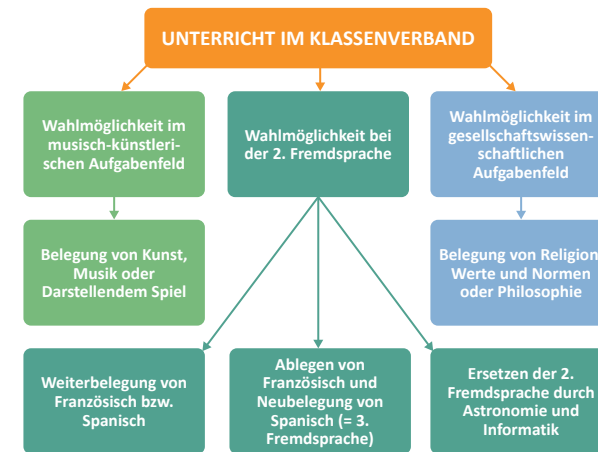 UNTERRICHT IM KLASSENVERBAND
Wahlmöglichkeit im
musisch-künstleri-
schen Aufgabenfeld
Wahlmöglichkeit bei
der 2. Fremdsprache
Wahlmöglichkeit im
gesellschaftswissen-
schaftlichen
Aufgabenfeld
Belegung von Kunst,
Musik oder
Darstellendem Spiel
Belegung von Religion,
Werte und Normen
oder Philosophie
Weiterbelegung von
Französisch bzw.
Spanisch
Ablegen von
Französisch und
Neubelegung von
Spanisch (= 3.
Fremdsprache)
Ersetzen der 2.
Fremdsprache durch
Astronomie und
Informatik